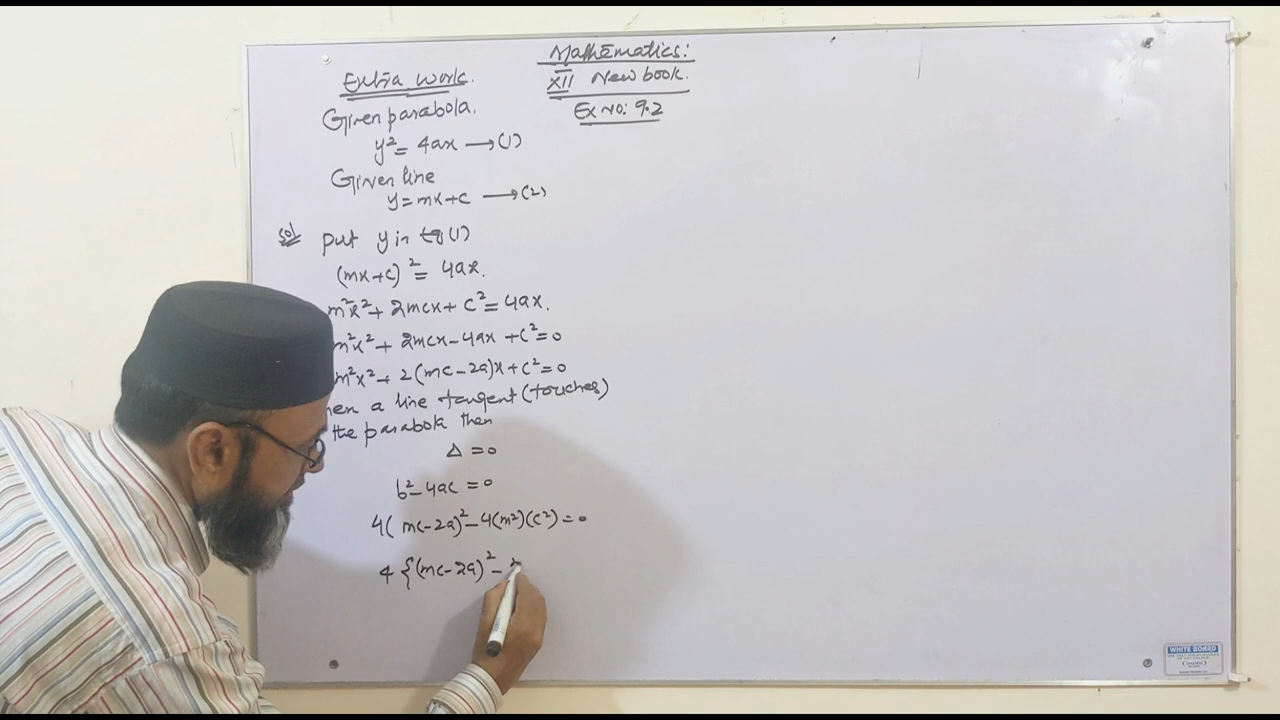 Mathematics:
XII New book.
Ex NO: 9.2
Extra work.
Given parabola.
y² = 4ax → (1)
Given line
y = mx + c → (2)
Sol put y in eq (1)
(mx + c)² = 4ax.
m²x² + 2mcx + c² = 4ax.
m²x² + 2mcx - 4ax + c² = 0
m²x² + 2(mc - 2a)x + c² = 0
a line tangent (touches)
the parabola then
Δ = 0
b² - 4ac = 0
4(mc - 2a)² - 4(m²)(c²) = 0
4 {(mc - 2a)² -
WHITE BOARD